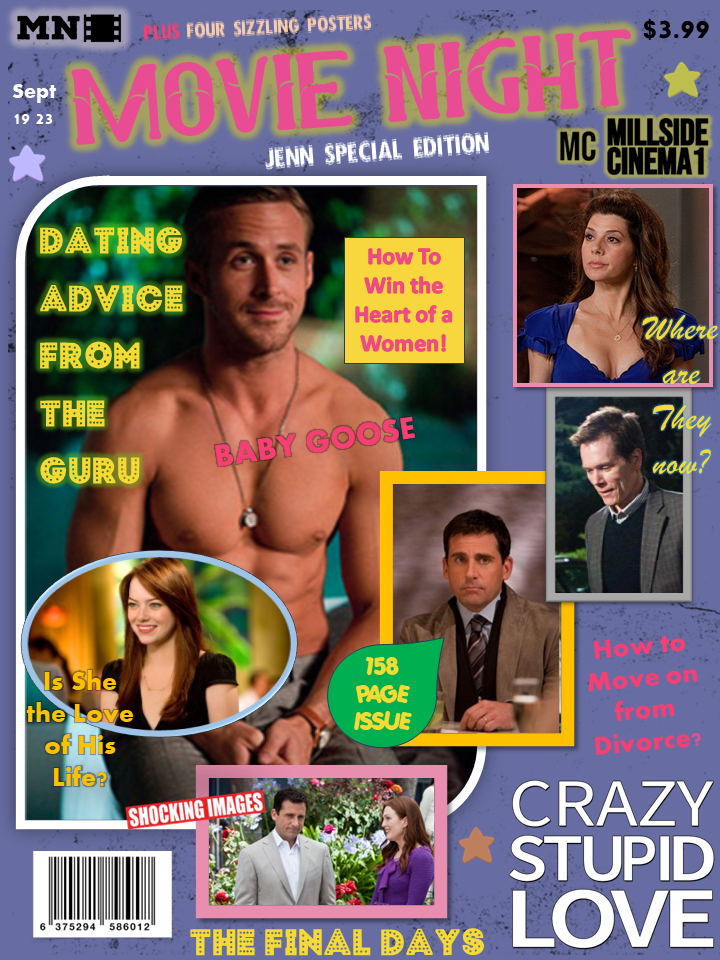 MN
PLUS FOUR SIZZLING POSTERS
$3.99
MOVIE NIGHT
Sept
19 23
JENN SPECIAL EDITION
MC MILLSIDE
CINEMA1
DATING
ADVICE
FROM
THE
GURU
How To
Win the
Heart of a
Women!
Where
are
They
now?
BABY GOOSE
Is She
the Love
of His
Life?
158
PAGE
ISSUE
How to
Move on
from
Divorce?
SHOCKING IMAGES
THE FINAL DAYS
CRAZY
STUPID
LOVE
6 375294 586012